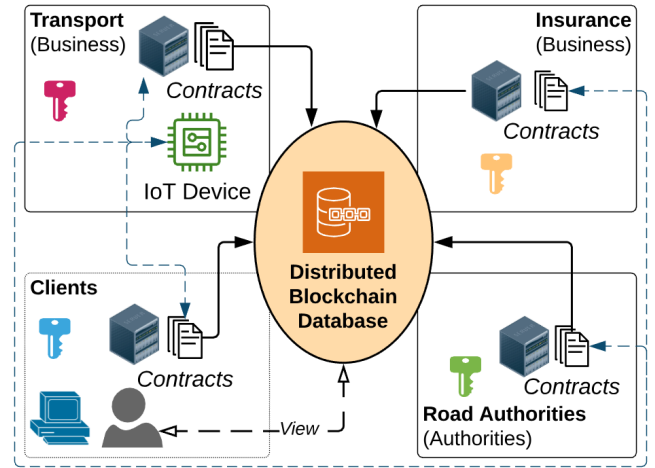 Transport
(Business)
Contracts
IoT Device
Insurance
(Business)
Contracts
Distributed
Blockchain
Database
Clients
Contracts
View
Contracts
Road Authorities
(Authorities)